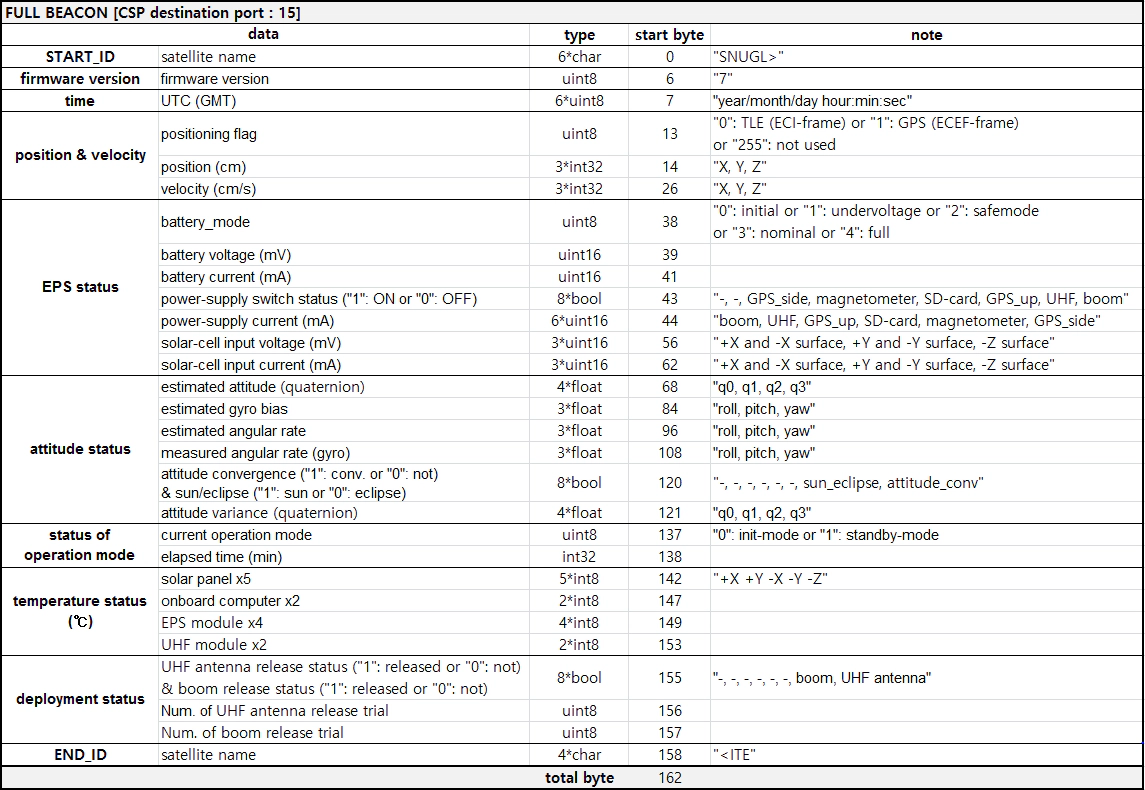 FULL BEACON [CSP destination port : 15]
data type start byte note
START_ID satellite name 6*char 0 "SNUGL>"
firmware version firmware version uint8 6 "7"
time UTC (GMT) 6*uint8 7 "year/month/day hour:min:sec"
position & velocity
positioning flag uint8 13 "0": TLE (ECI-frame) or "1": GPS (ECEF-frame)
or "255": not used
position (cm) 3*int32 14 "X, Y, Z"
velocity (cm/s) 3*int32 26 "X, Y, Z"
EPS status
battery_mode uint8 38 "0": initial or "1": undervoltage or "2": safemode
or "3": nominal or "4": full
battery voltage (mV) uint16 39
battery current (mA) uint16 41
power-supply switch status ("1": ON or "0": OFF) 8*bool 43 "-, -, GPS_side, magnetometer, SD-card, GPS_up, UHF, boom"
power-supply current (mA) 6*uint16 44 "boom, UHF, GPS_up, SD-card, magnetometer, GPS_side"
solar-cell input voltage (mV) 3*uint16 56 "+X and -X surface, +Y and -Y surface, -Z surface"
solar-cell input current (mA) 3*uint16 62 "+X and -X surface, +Y and -Y surface, -Z surface"
attitude status
estimated attitude (quaternion) 4*float 68 "q0, q1, q2, q3"
estimated gyro bias 3*float 84 "roll, pitch, yaw"
estimated angular rate 3*float 96 "roll, pitch, yaw"
measured angular rate (gyro) 3*float 108 "roll, pitch, yaw"
attitude convergence ("1": conv. or "0": not)
& sun/eclipse ("1": sun or "0": eclipse) 8*bool 120 "-, -, -, -, -, -, sun_eclipse, attitude_conv"
attitude variance (quaternion) 4*float 121 "q0, q1, q2, q3"
status of
operation mode
current operation mode uint8 137 "0": init-mode or "1": standby-mode
elapsed time (min) int32 138
temperature status
(℃)
solar panel x5 5*int8 142 "+X +Y -X -Y -Z"
onboard computer x2 2*int8 147
EPS module x4 4*int8 149
UHF module x2 2*int8 153
deployment status
UHF antenna release status ("1": released or "0": not)
& boom release status ("1": released or "0": not) 8*bool 155 "-, -, -, -, -, -, boom, UHF antenna"
Num. of UHF antenna release trial uint8 156
Num. of boom release trial uint8 157
END_ID satellite name 4*char 158 "<ITE"
total byte 162